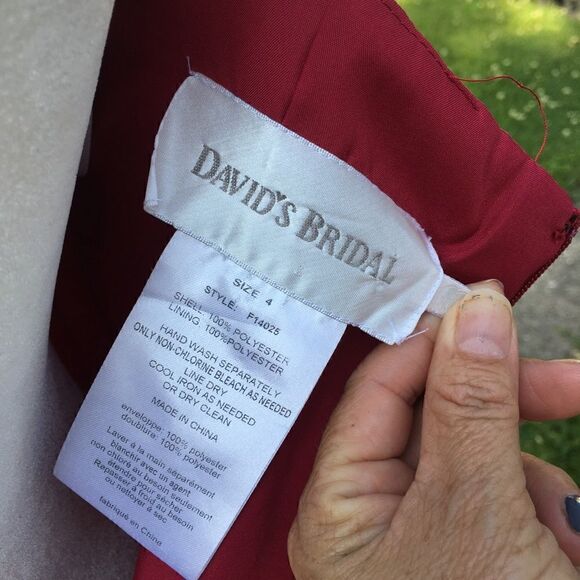 DAVID'S BRIDAL
SIZE 4
STYLE: F14025
SHELL: 100% POLYESTER
LINING: 100%POLYESTER
HAND WASH SEPARATELY
ONLY NON-CHLORINE BLEACH AS NEEDED
LINE DRY
COOL IRON AS NEEDED
OR DRY CLEAN
MADE IN CHINA
enveloppe: 100% polyester
doublure: 100% polyester
Laver à la main séparément
blanchir avec un agent
non chloré au besoin seulement
étendre pour sécher
Repasser à froid au besoin
ou nettoyer à sec
fabriqué en China